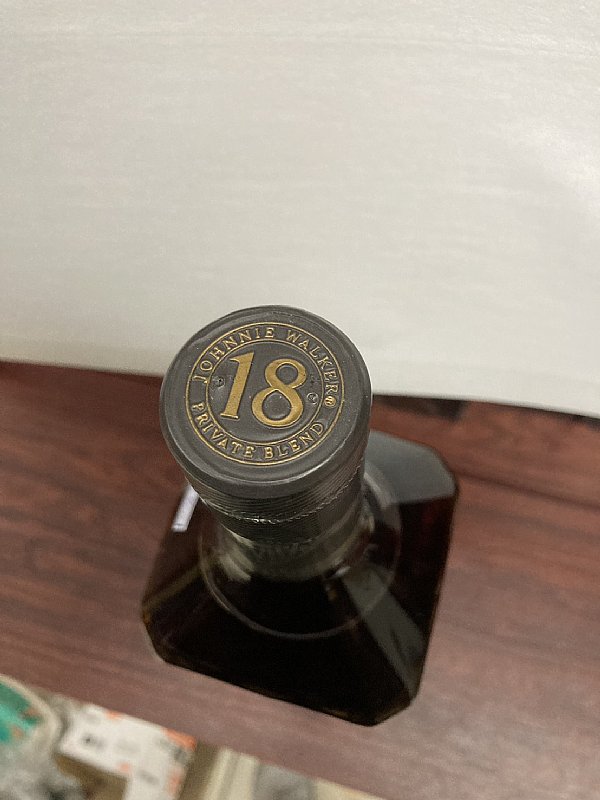 JOHNNIE WALKER®
18
PRIVATE BLEND